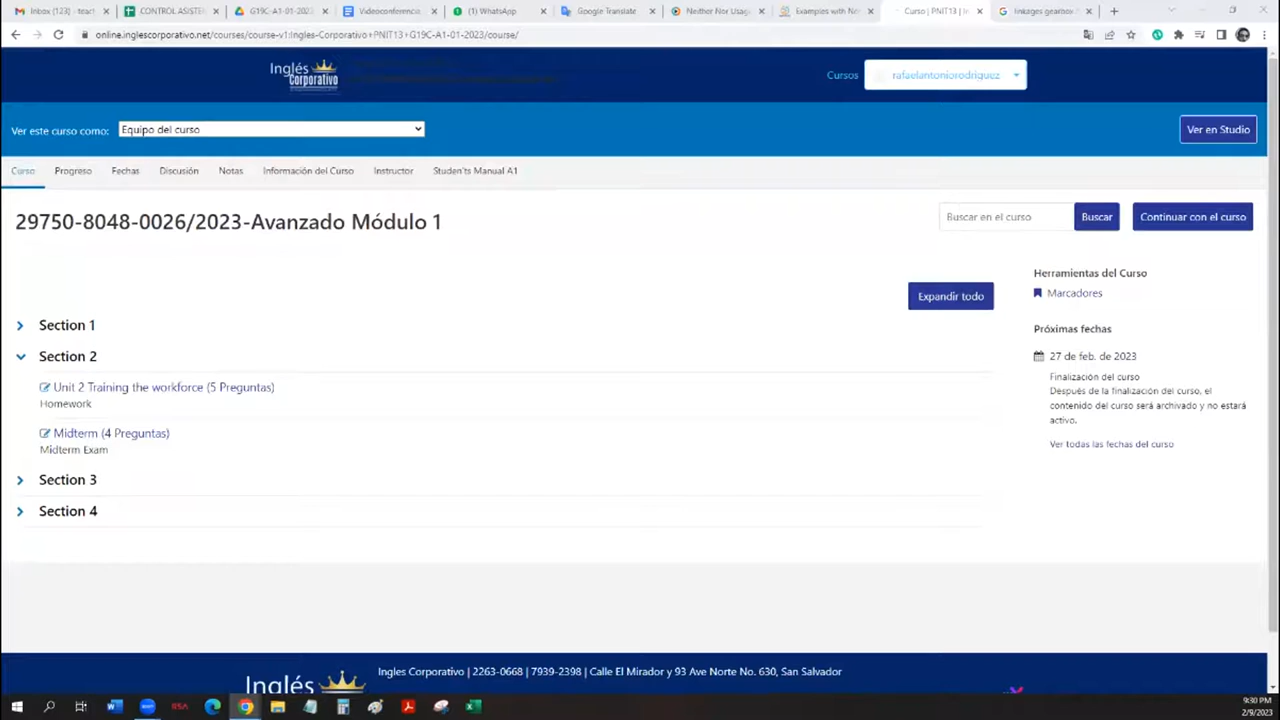 Inbox (123) - teach
CONTROL ASISTE
G19C-A1-01-2023
Videoconferencia
(1) WhatsApp
Google Translate
Neither Nor Usag
Examples with Ne
Curso | PNIT13 | In
linkages gearbox
online.inglescorporativo.net/courses/course-v1:Ingles-Corporativo+PNIT13+G19C-A1-01-2023/course/
Inglés
Corporativo
Cursos
rafaelantoniorodriguez
Ver este curso como:
Equipo del curso
Ver en Studio
Curso
Progreso
Fechas
Discusión
Notas
Información del Curso
Instructor
Studen'ts Manual A1
29750-8048-0026/2023-Avanzado Módulo 1
Buscar en el curso
Buscar
Continuar con el curso
Herramientas del Curso
Marcadores
Expandir todo
Próximas fechas
27 de feb. de 2023
Finalización del curso
Después de la finalización del curso, el
contenido del curso será archivado y no estará
activo.
Ver todas las fechas del curso
Section 1
Section 2
Unit 2 Training the workforce (5 Preguntas)
Homework
Midterm (4 Preguntas)
Midterm Exam
Section 3
Section 4
Inglés
Ingles Corporativo | 2263-0668 | 7939-2398 | Calle El Mirador y 93 Ave Norte No. 630, San Salvador
9:30 PM
2/9/2023